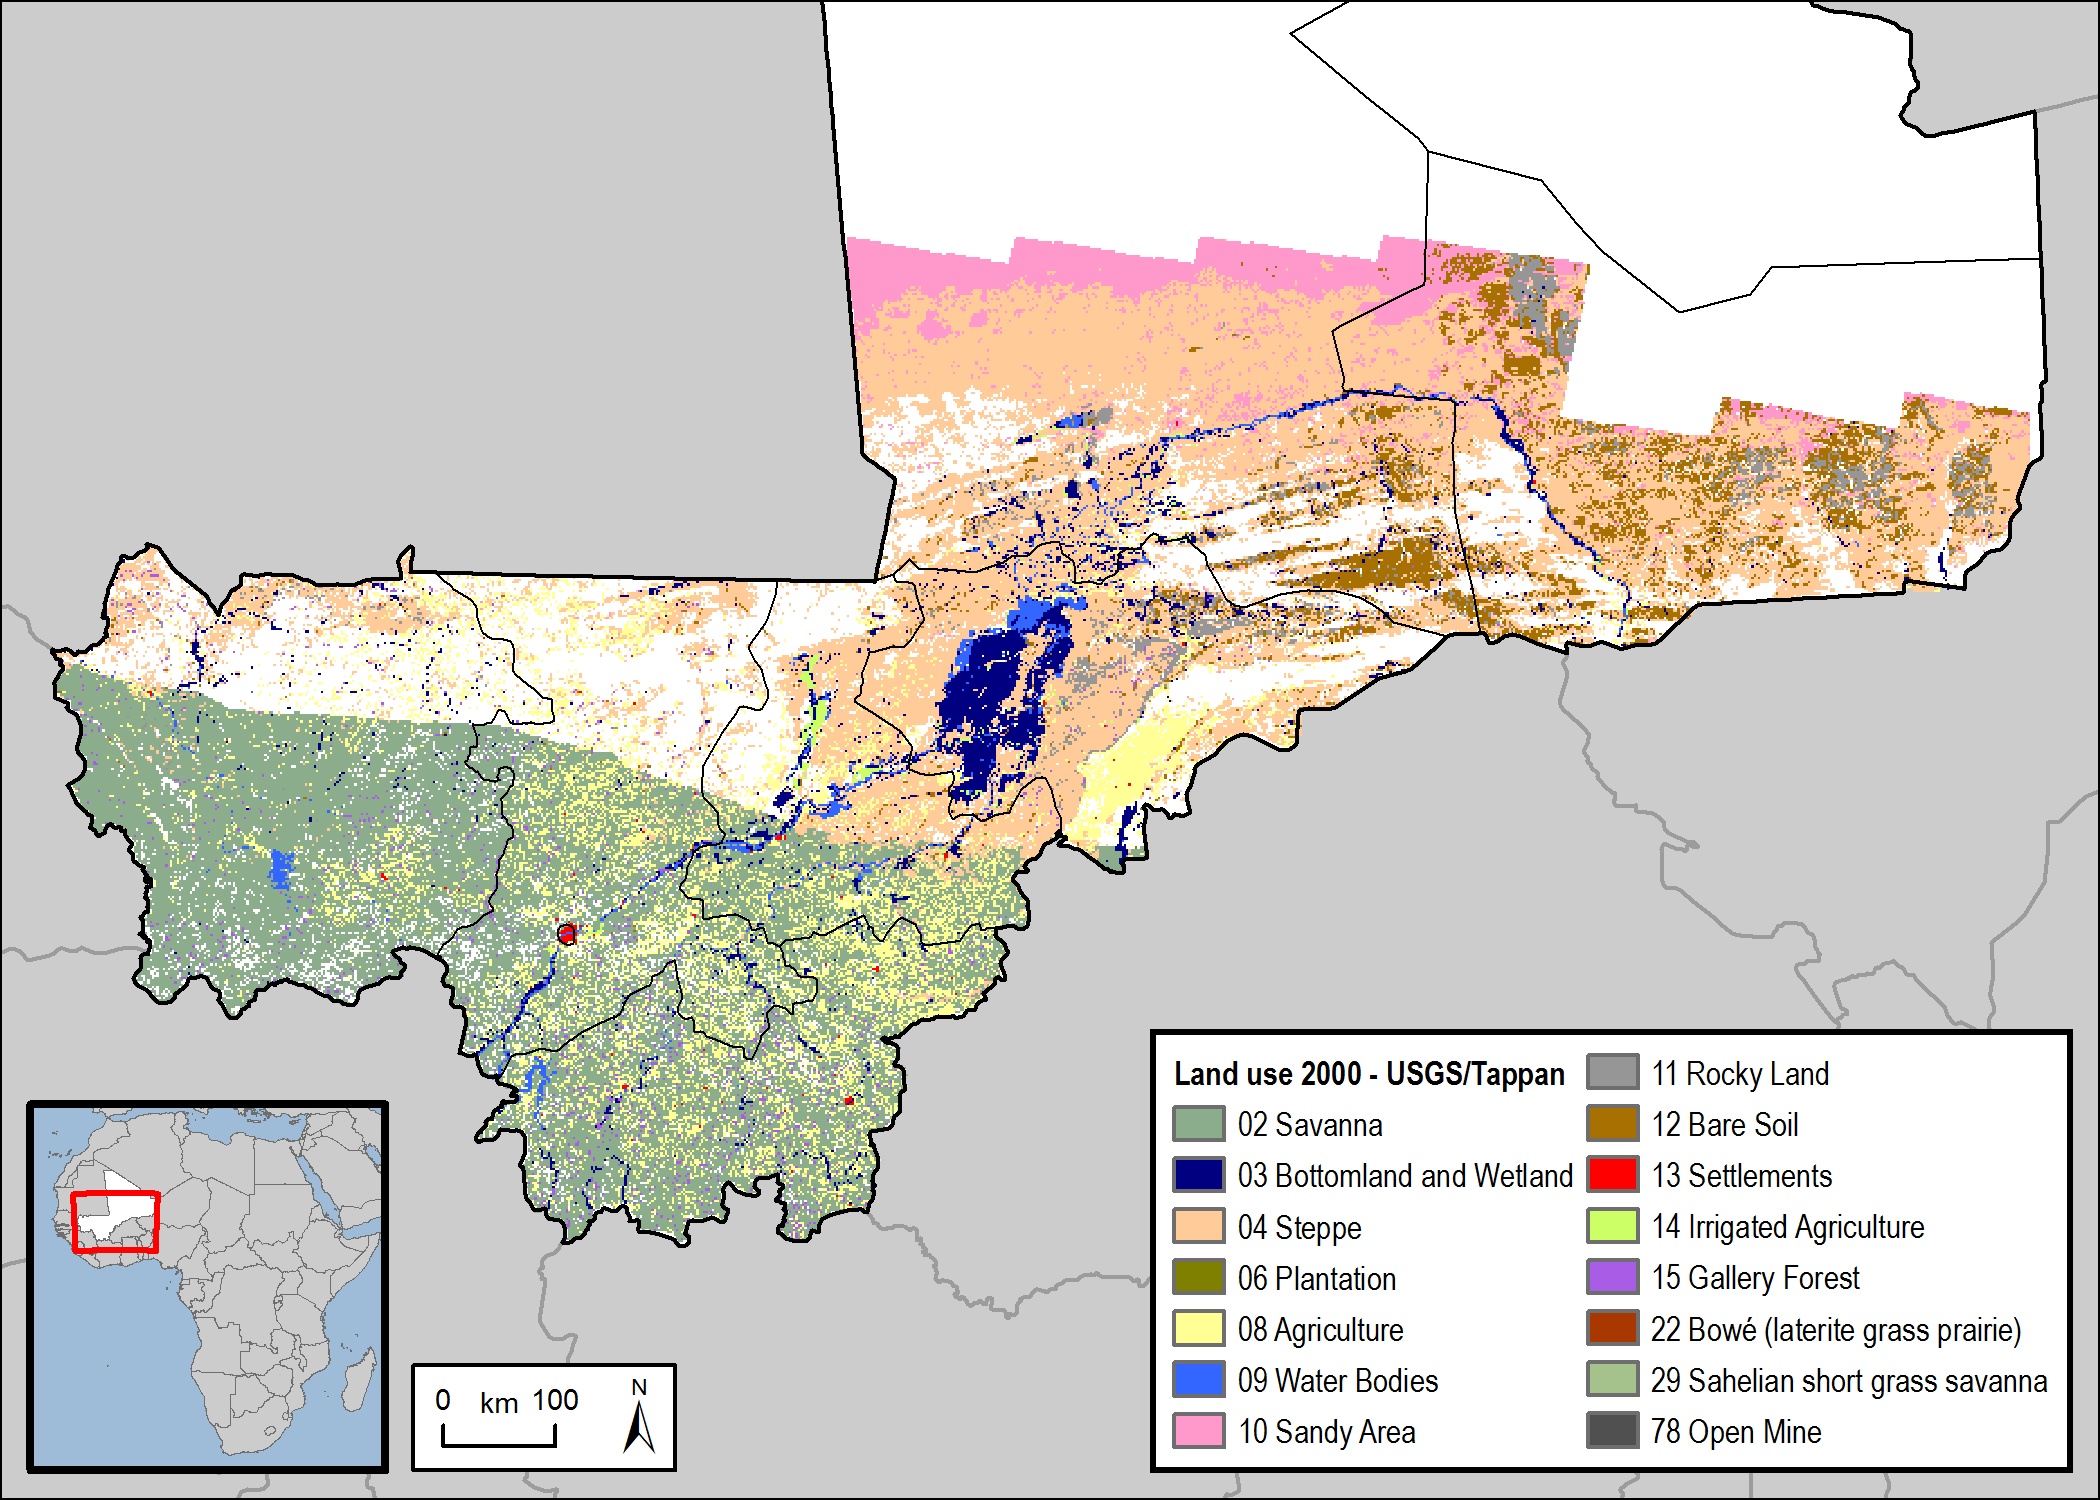 Land use 2000 - USGS/Tappan
02 Savanna
03 Bottomland and Wetland
04 Steppe
06 Plantation
08 Agriculture
09 Water Bodies
10 Sandy Area
11 Rocky Land
12 Bare Soil
13 Settlements
14 Irrigated Agriculture
15 Gallery Forest
22 Bowé (laterite grass prairie)
29 Sahelian short grass savanna
78 Open Mine
0 km 100
N